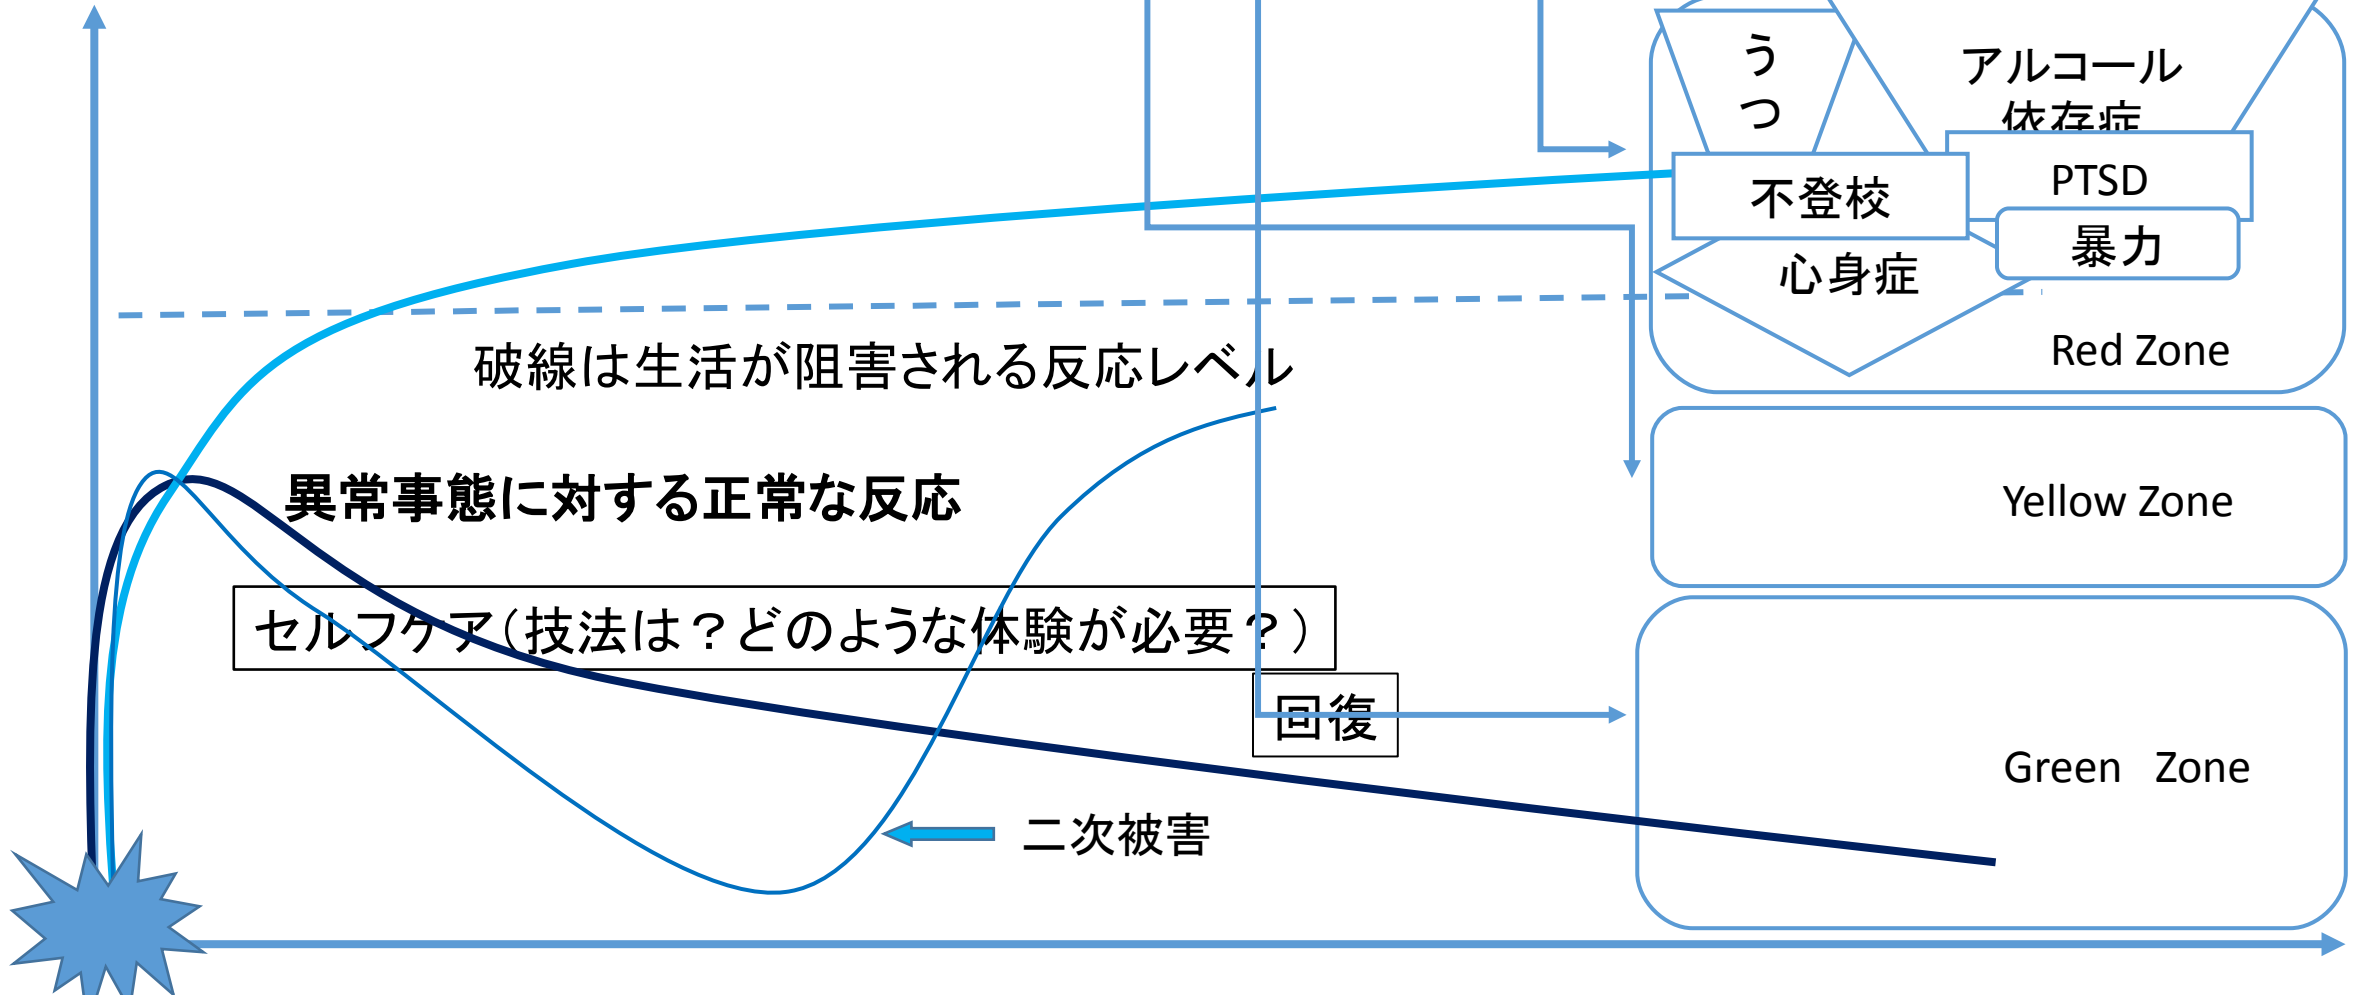 うつ
アルコール
依存症
PTSD
不登校
暴力
心身症
Red Zone
破線は生活が阻害される反応レベル
異常事態に対する正常な反応
Yellow Zone
セルフケア（技法は？どのような体験が必要？）
回復
Green Zone
二次被害